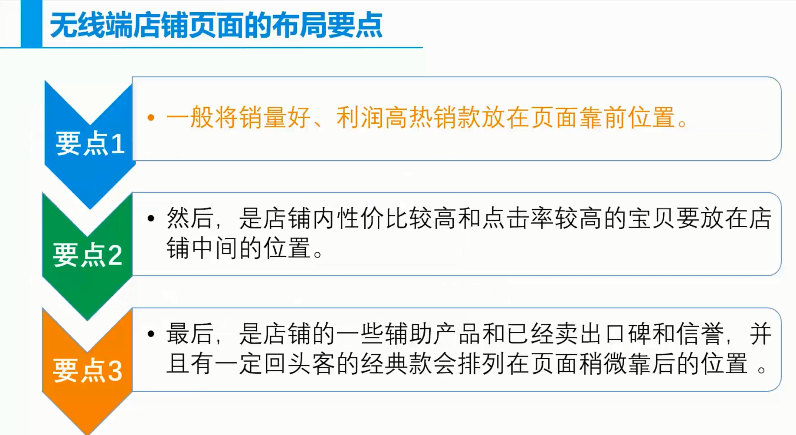 无线端店铺页面的布局要点
要点1
• 一般将销量好、利润高热销款放在页面靠前位置。
要点2
• 然后，是店铺内性价比较高和点击率较高的宝贝要放在店
铺中间的位置。
要点3
• 最后，是店铺的一些辅助产品和已经卖出口碑和信誉，并
且有一定回头客的经典款会排列在页面稍微靠后的位置 。